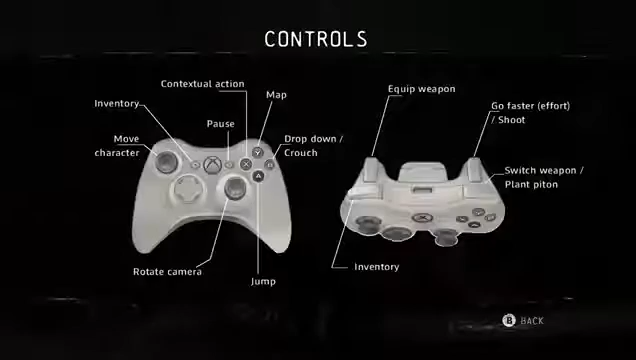 CONTROLS
Contextual action
Map
Inventory
Pause
Move
character
Drop down /
Crouch
Rotate camera
Jump
Equip weapon
Go faster (effort)
/ Shoot
Switch weapon /
Plant piton
Inventory
X
Y
A
X
B BACK